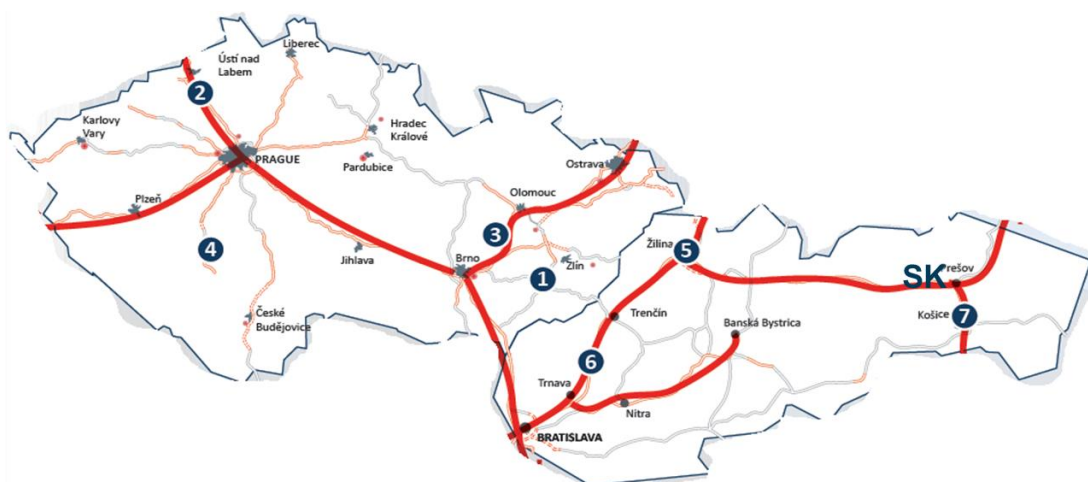 Liberec
Ústí nad
Labem
2
Karlovy
Vary
Hradec
Králové
PRAGUE
Pardubice
Ostrava
Plzeň
Olomouc
3
4
Žilina
5
Jihlava
Brno
1
Zlín
SK
Prešov
České
Budějovice
Trenčín
Banská Bystrica
Košice
7
6
Trnava
Nitra
BRATISLAVA